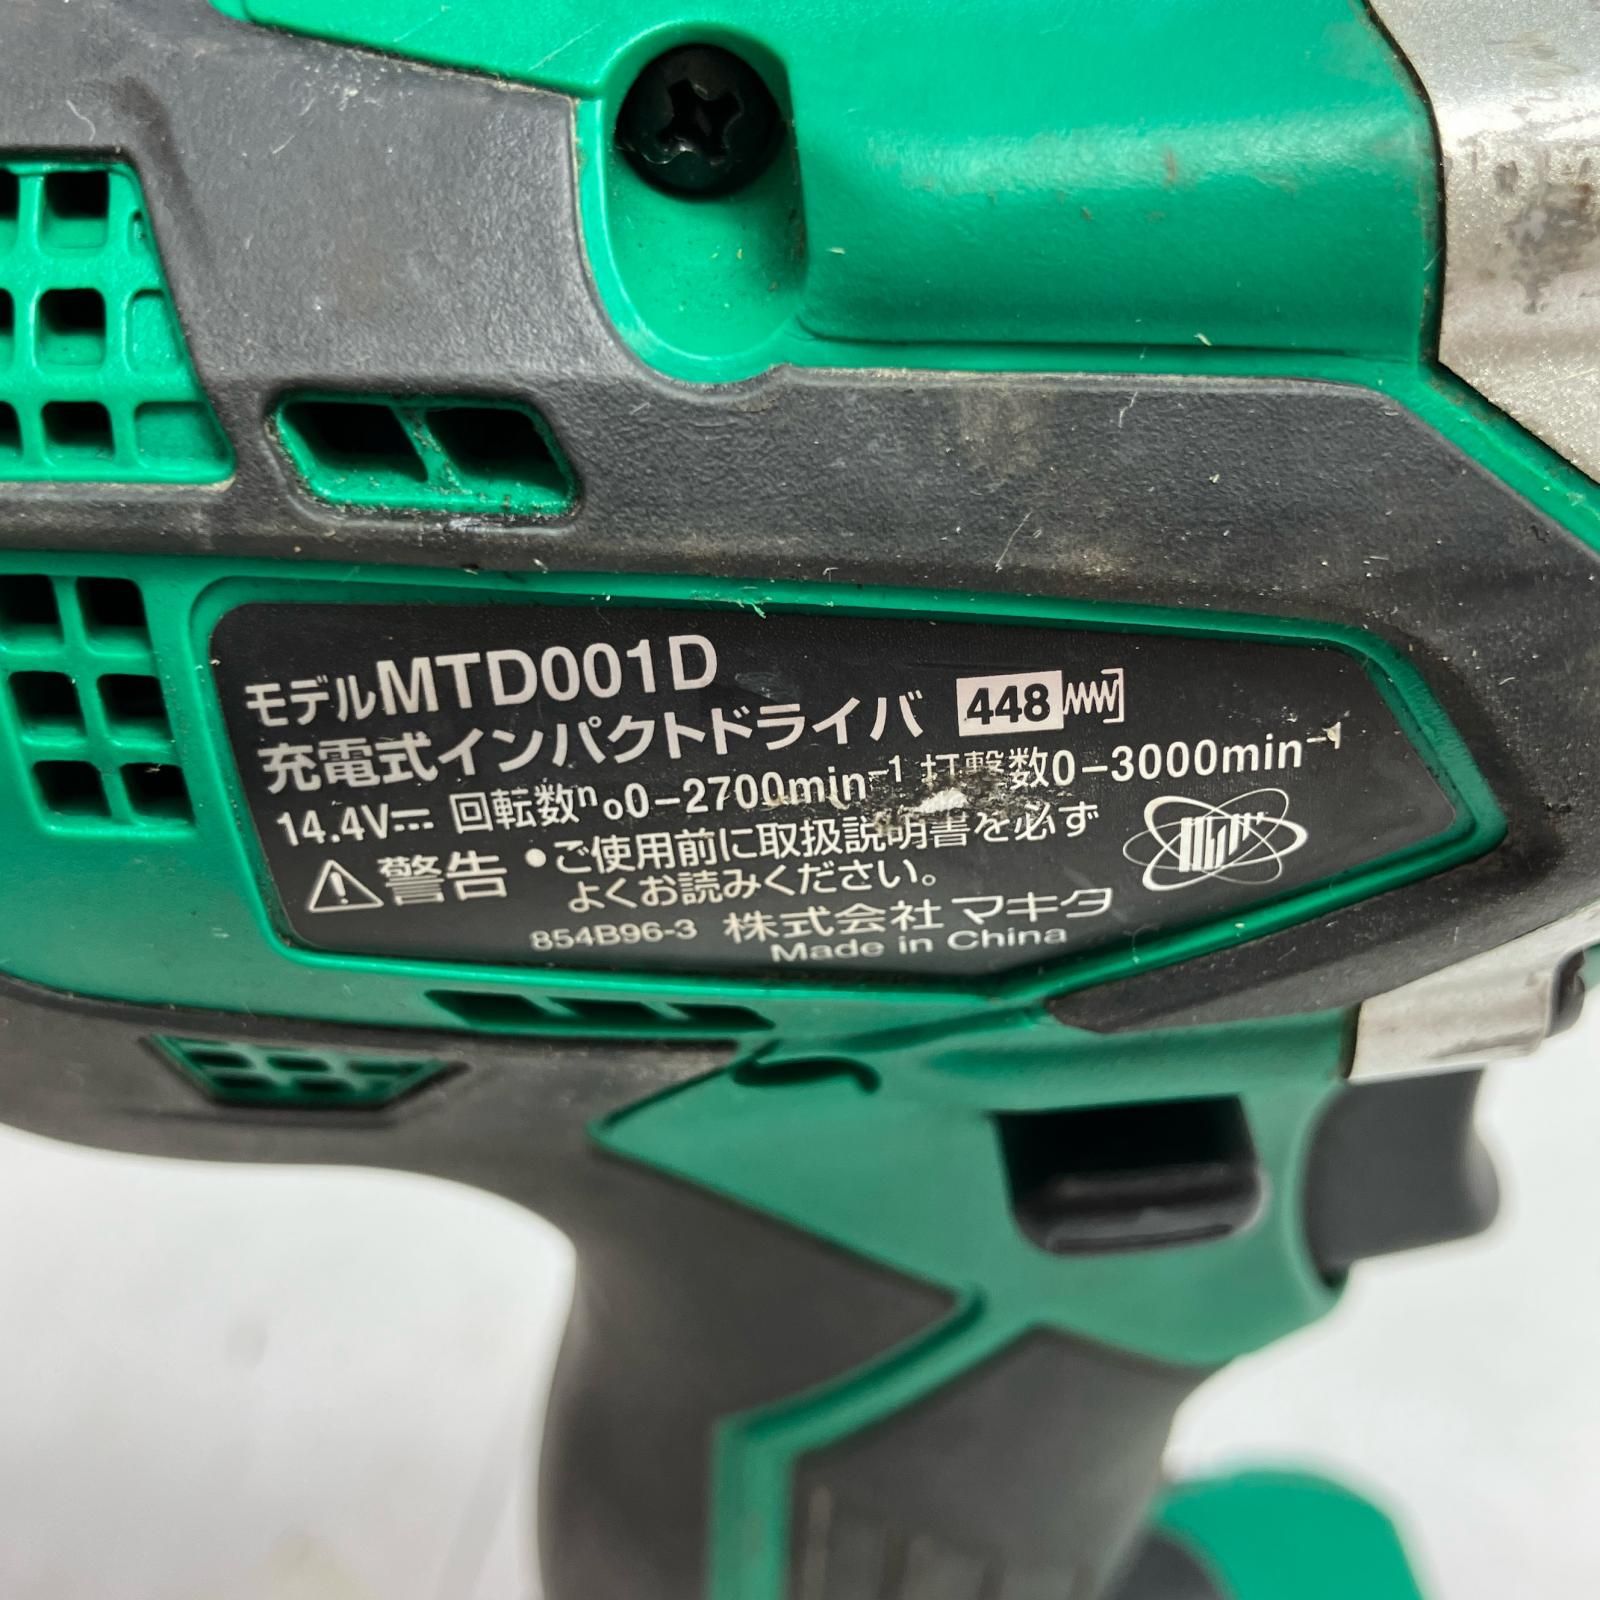 モデルMTD001D
充電式インパクトドライバ 448
14.4V⎓ 回転数n₀0-2700min⁻¹ 打撃数0-3000min⁻¹
⚠警告 •ご使用前に取扱説明書を必ず
よくお読みください。
854B96-3 株式会社マキタ
Made in China